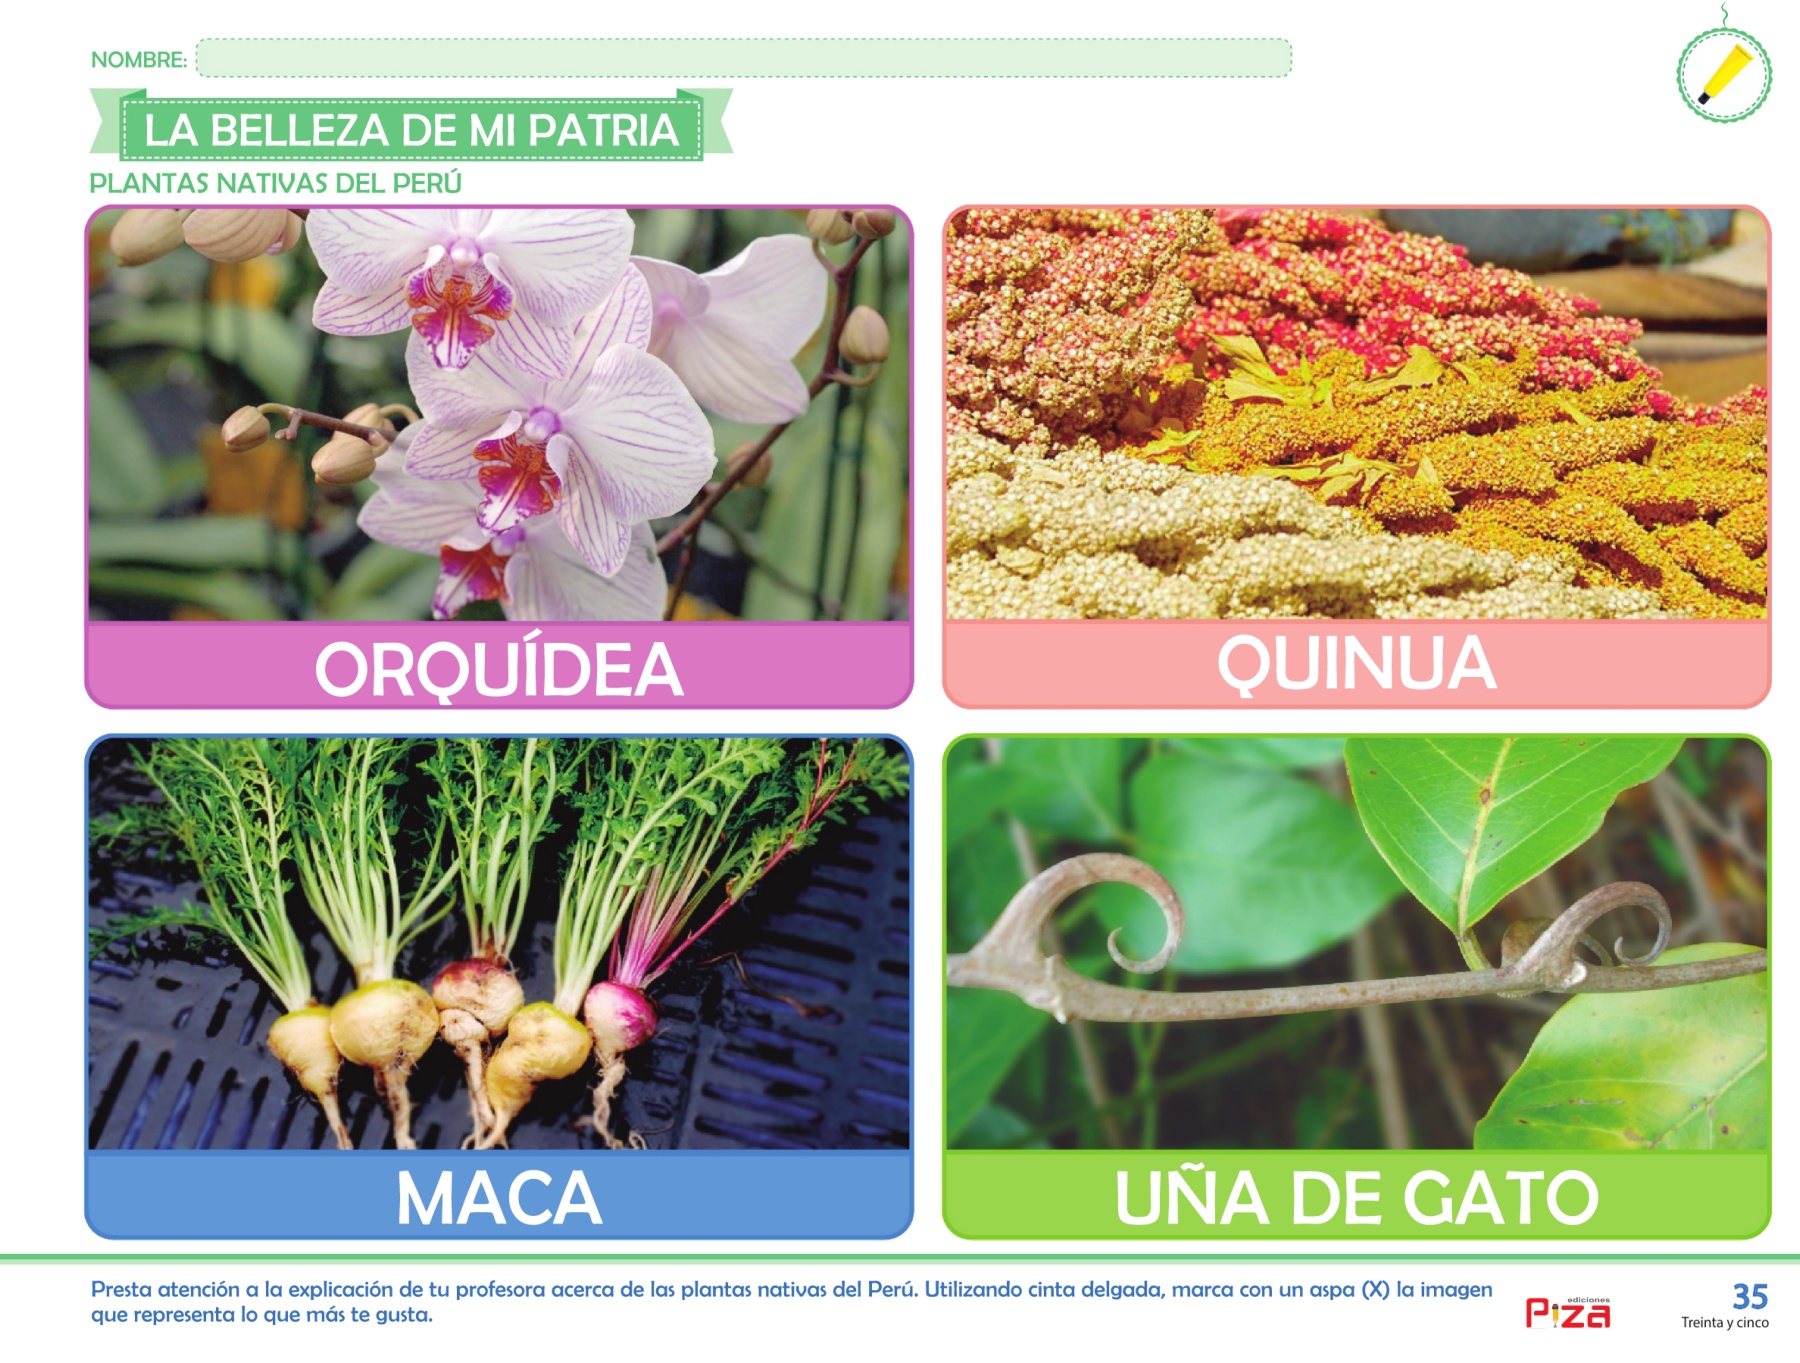 NOMBRE:
LA BELLEZA DE MI PATRIA
PLANTAS NATIVAS DEL PERÚ
ORQUÍDEA
QUINUA
MACA
UÑA DE GATO
Presta atención a la explicación de tu profesora acerca de las plantas nativas del Perú. Utilizando cinta delgada, marca con un aspa (X) la imagen
que representa lo que más te gusta.
ediciones
Piza
35
Treinta y cinco